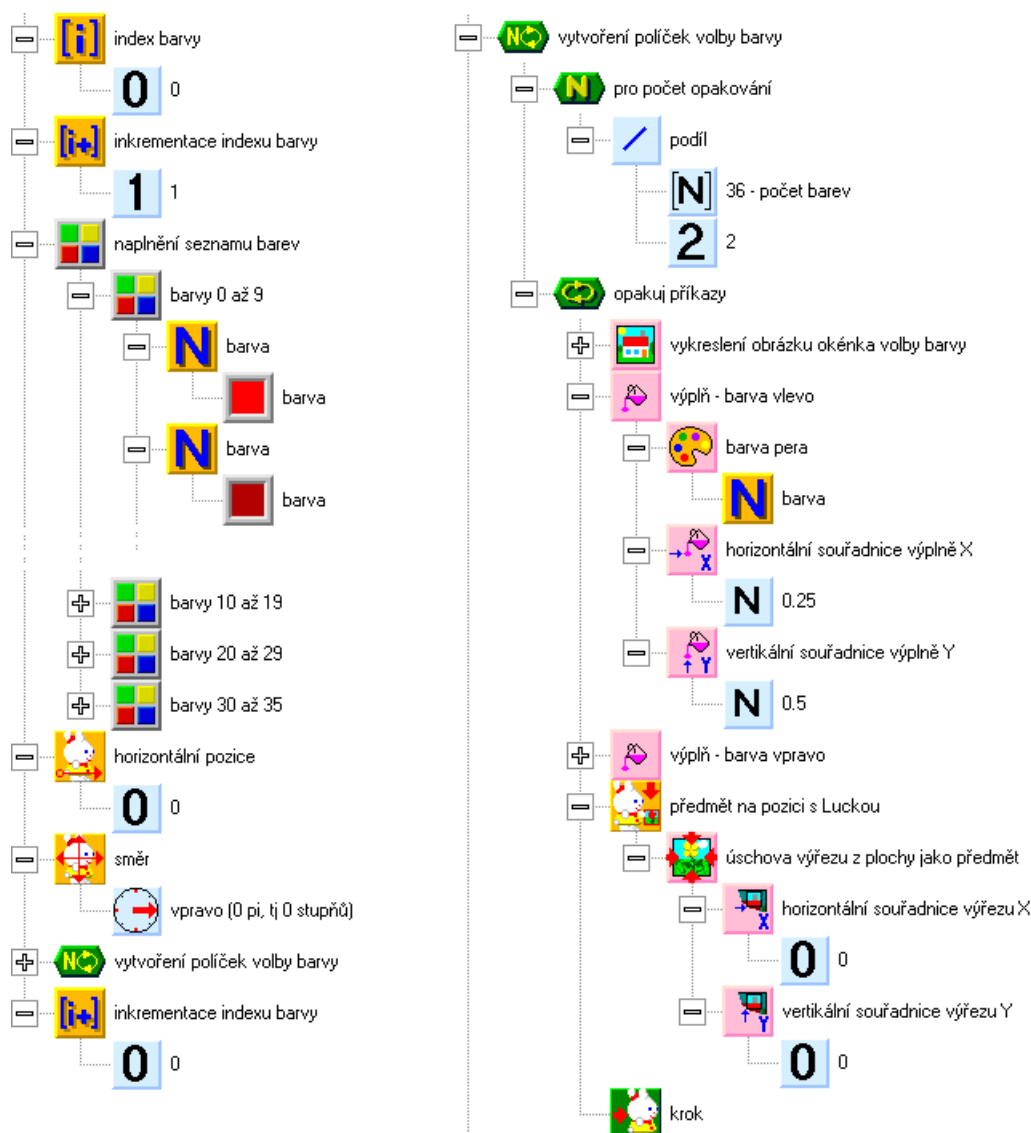 [i] index barvy
0 0
[i+] inkrementace indexu barvy
1 1
naplnění seznamu barev
barvy 0 až 9
N barva
barva
N barva
barva
barvy 10 až 19
barvy 20 až 29
barvy 30 až 35
horizontální pozice
0 0
směr
vpravo (0 pi, tj 0 stupňů)
N vytvoření políček volby barvy
[i+] inkrementace indexu barvy
0 0
N vytvoření políček volby barvy
N pro počet opakování
podíl
[N] 36 - počet barev
2 2
opakuj příkazy
vykreslení obrázku okénka volby barvy
výplň - barva vlevo
barva pera
N barva
X horizontální souřadnice výplně X
N 0.25
Y vertikální souřadnice výplně Y
N 0.5
výplň - barva vpravo
předmět na pozici s Luckou
úschova výřezu z plochy jako předmět
X horizontální souřadnice výřezu X
0 0
Y vertikální souřadnice výřezu Y
0 0
krok